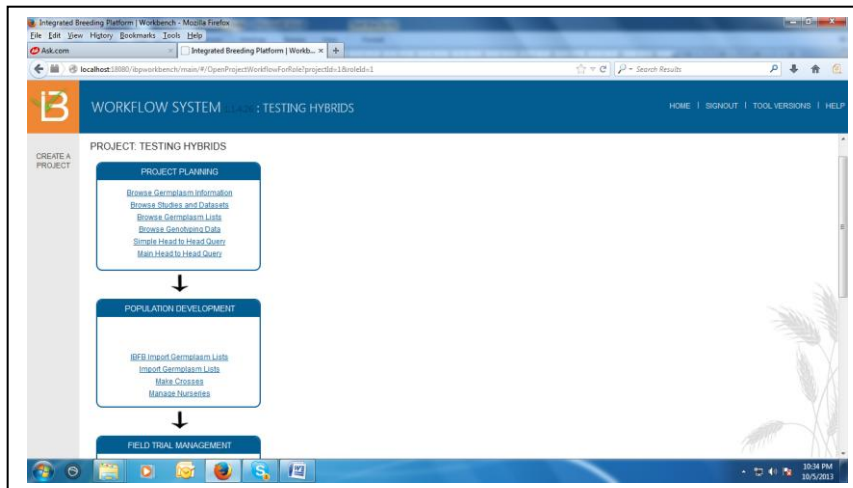 Integrated Breeding Platform | Workbench - Mozilla Firefox
File Edit View History Bookmarks Tools Help
Ask.com
Integrated Breeding Platform | Workb...
localhost:18080/ibpworkbench/main/#/OpenProjectWorkflowForRole?projectId=1&roleId=1
Search Results
iB
WORKFLOW SYSTEM : TESTING HYBRIDS
HOME | SIGNOUT | TOOL VERSIONS | HELP
CREATE A
PROJECT
PROJECT: TESTING HYBRIDS
PROJECT PLANNING
Browse Germplasm Information
Browse Studies and Datasets
Browse Germplasm Lists
Browse Genotyping Data
Simple Head to Head Query
Main Head to Head Query
POPULATION DEVELOPMENT
IBFB Import Germplasm Lists
Import Germplasm Lists
Make Crosses
Manage Nurseries
FIELD TRIAL MANAGEMENT
10:34 PM
10/5/2013